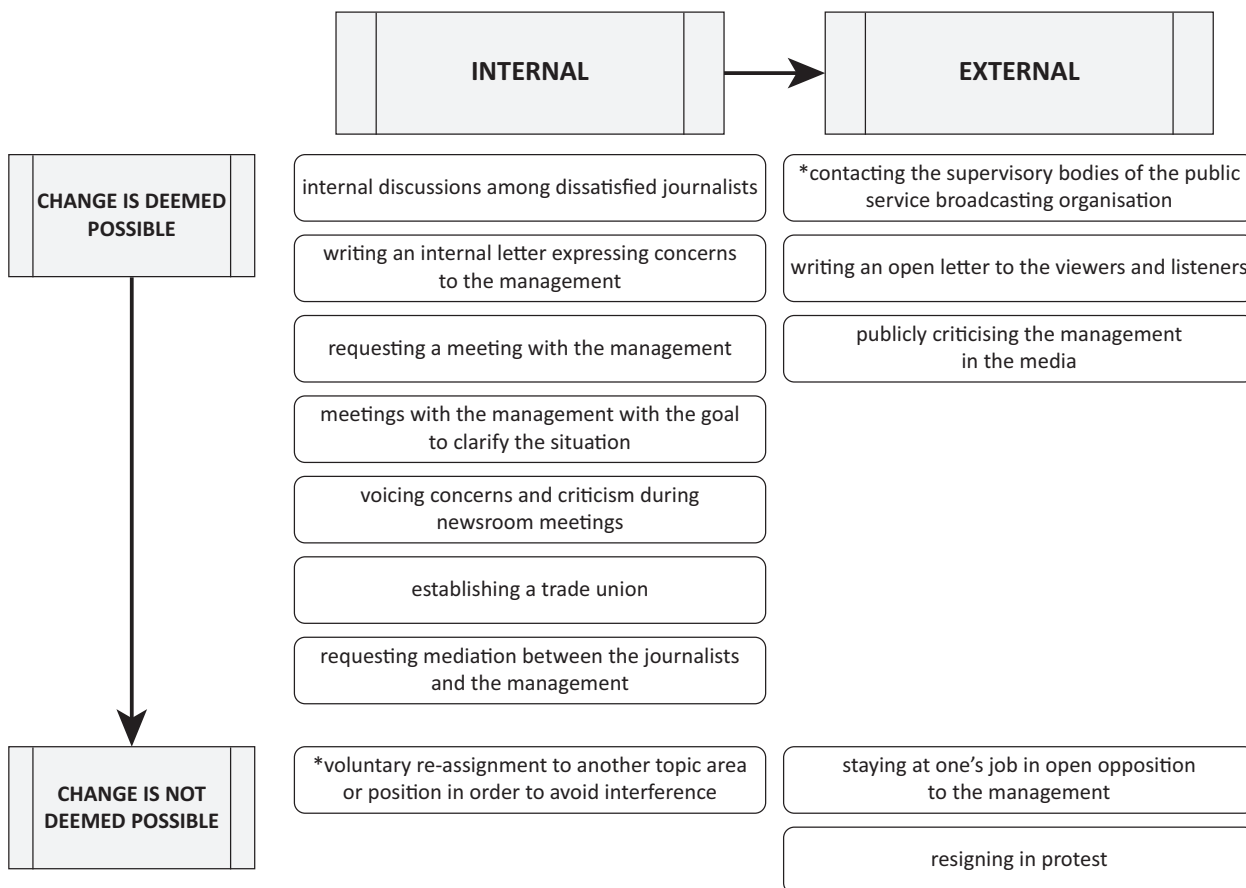 INTERNAL
EXTERNAL
CHANGE IS DEEMED
POSSIBLE
internal discussions among dissatisfied journalists
*contacting the supervisory bodies of the public
service broadcasting organisation
writing an internal letter expressing concerns
to the management
writing an open letter to the viewers and listeners
requesting a meeting with the management
publicly criticising the management
in the media
meetings with the management with the goal
to clarify the situation
voicing concerns and criticism during
newsroom meetings
establishing a trade union
requesting mediation between the journalists
and the management
CHANGE IS NOT
DEEMED POSSIBLE
*voluntary re-assignment to another topic area
or position in order to avoid interference
staying at one’s job in open opposition
to the management
resigning in protest